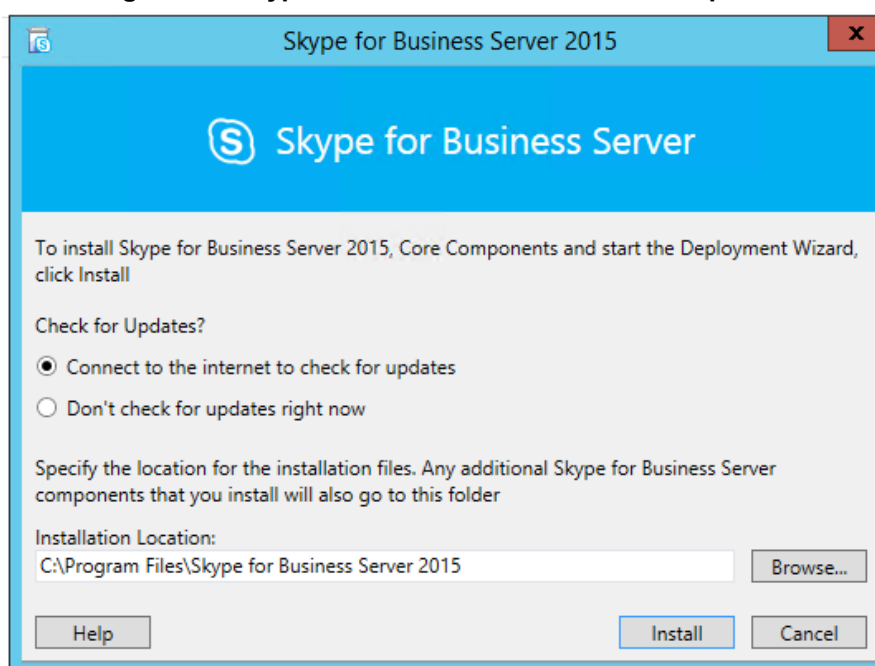 Skype for Business Server 2015
x
S
Skype for Business Server
To install Skype for Business Server 2015, Core Components and start the Deployment Wizard,
click Install
Check for Updates?
Connect to the internet to check for updates
Don't check for updates right now
Specify the location for the installation files. Any additional Skype for Business Server
components that you install will also go to this folder
Installation Location:
C:\Program Files\Skype for Business Server 2015
Browse...
Help
Install
Cancel